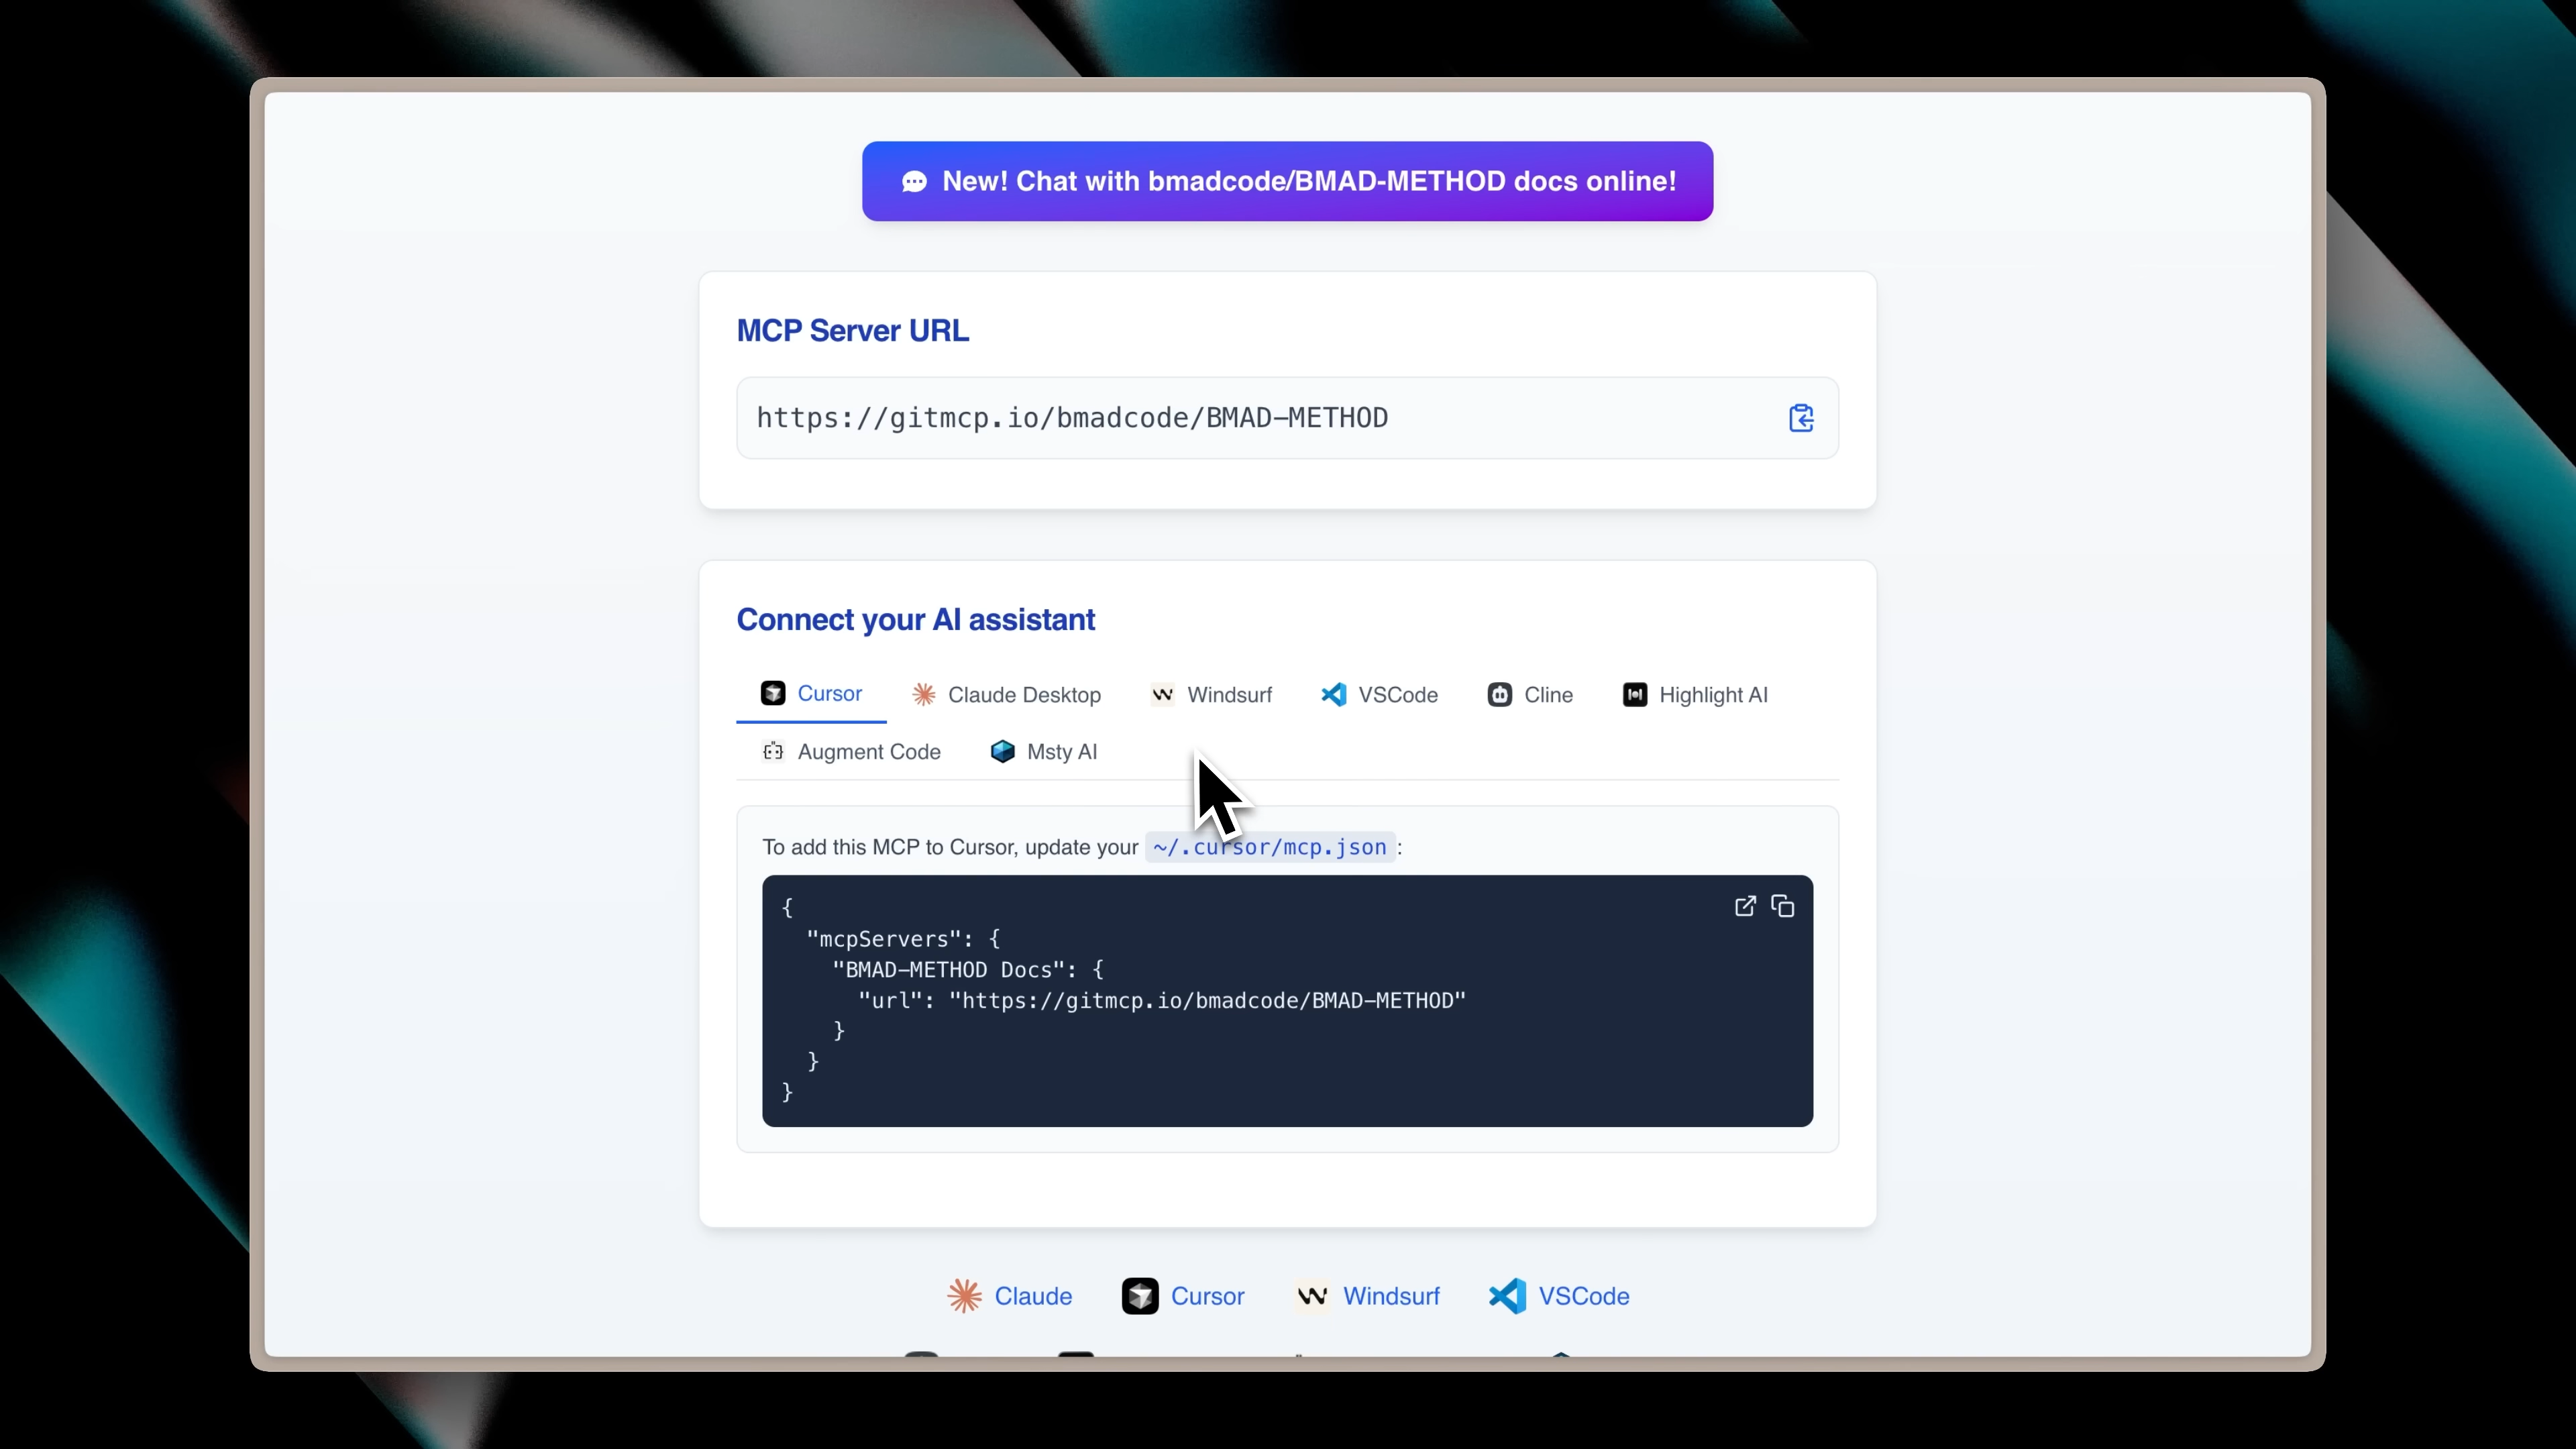 New! Chat with bmadcode/BMAD-METHOD docs online!
MCP Server URL
https://gitmcp.io/bmadcode/BMAD-METHOD
Connect your AI assistant
Cursor
Claude Desktop
Windsurf
VSCode
Cline
Highlight AI
Augment Code
Msty AI
To add this MCP to Cursor, update your ~/.cursor/mcp.json:
{
  "mcpServers": {
    "BMAD-METHOD Docs": {
      "url": "https://gitmcp.io/bmadcode/BMAD-METHOD"
    }
  }
}
Claude
Cursor
Windsurf
VSCode